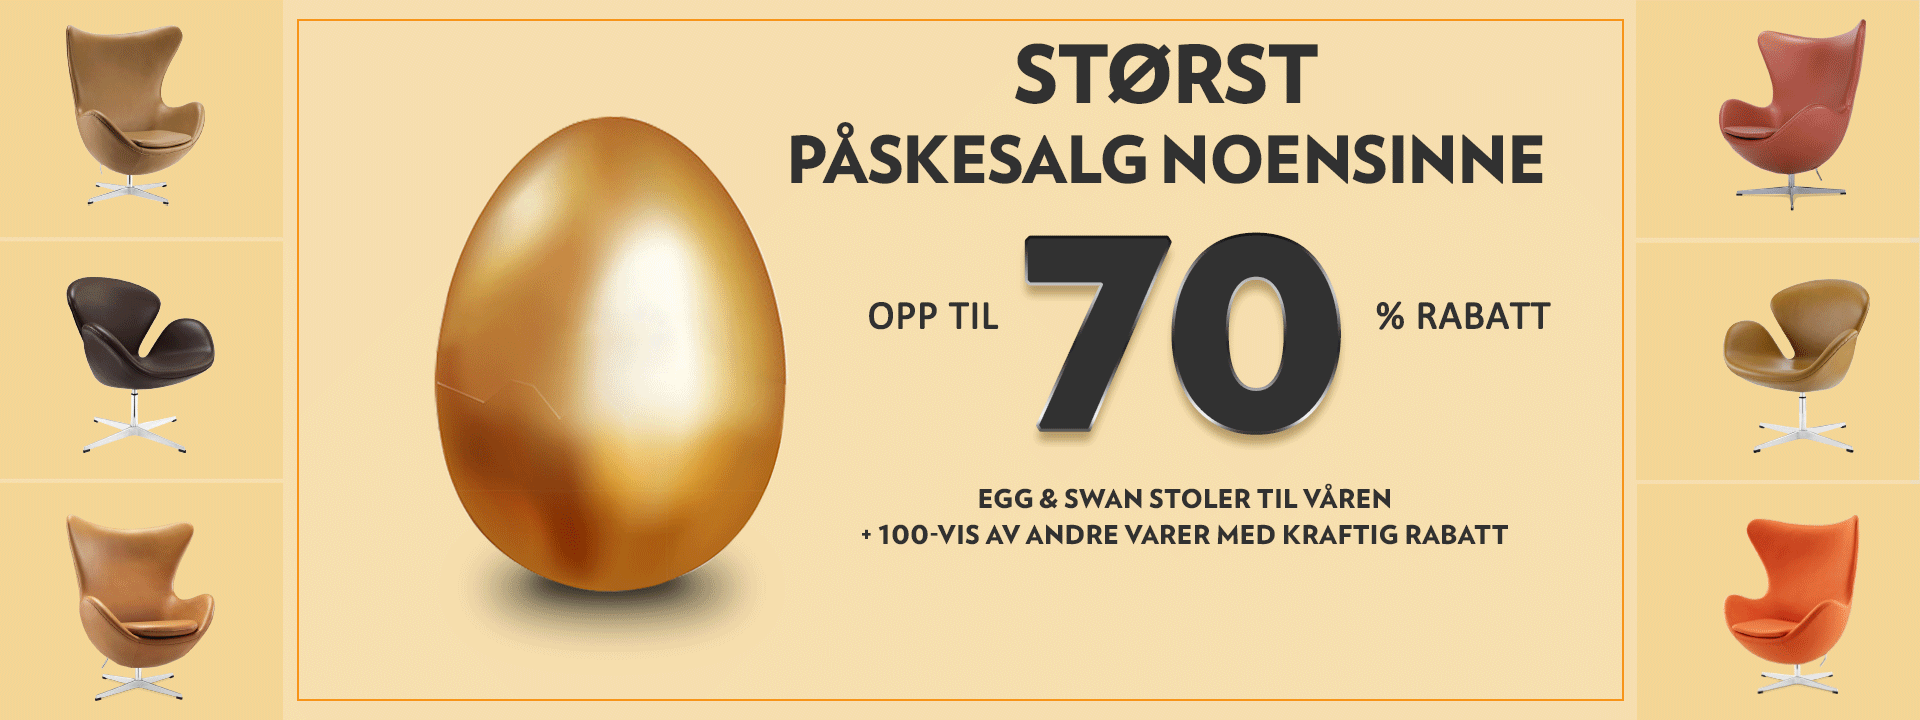 STØRST
PÅSKESALG NOENSINNE
OPP TIL 70 % RABATT
EGG & SWAN STOLER TIL VÅREN
+ 100-VIS AV ANDRE VARER MED KRAFTIG RABATT